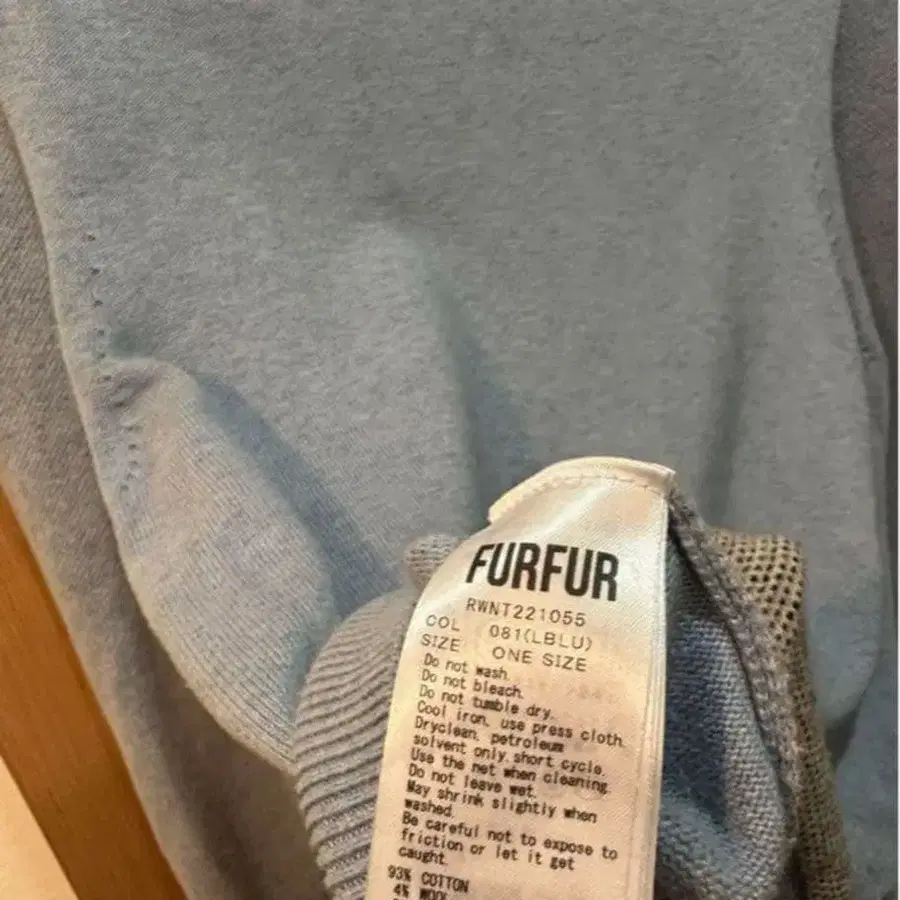 FURFUR
RWNT221055
COL 081(LBLU)
SIZE ONE SIZE
Do not wash.
Do not bleach.
Do not tumble dry.
Cool iron, use press cloth.
Dryclean, petroleum
solvent only, short cycle.
Use the net when cleaning.
Do not leave wet.
May shrink slightly when
washed.
Be careful not to expose to
friction or let it get
caught.
93% COTTON
4% WOOL